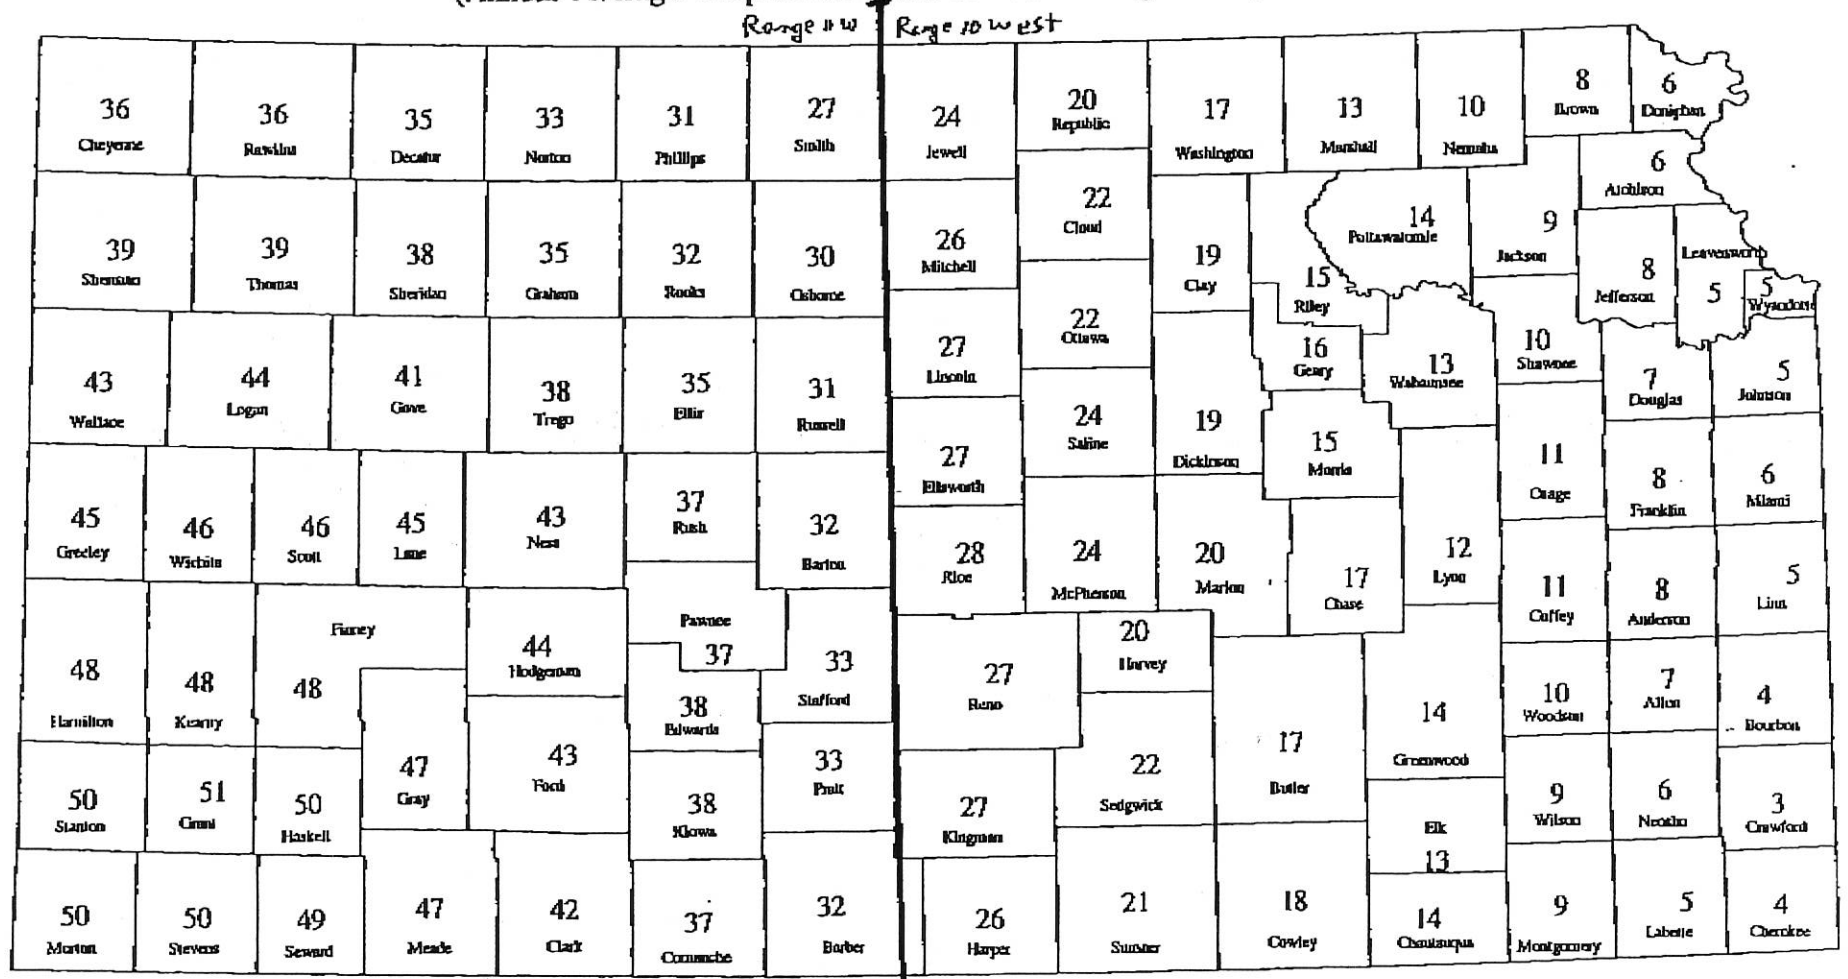 Range 11 W Range 10 west
36 36 35 33 31 27 24 20 17 13 10 8 6
Cheyenne Rawlins Decatur Norton Phillips Smith Jewell Republic Washington Marshall Nemaha Brown Doniphan
6
Atchison
39 39 38 35 32 30 26 22 19 15 14 9 8 5 5
Sherman Thomas Sheridan Graham Rooks Osborne Mitchell Cloud Clay Riley Pottawatomie Jackson Jefferson Leavenworth Wyandotte
43 44 41 38 35 31 27 22 16 13 10 7 5
Wallace Logan Gove Trego Ellis Russell Lincoln Ottawa Geary Wabaunsee Shawnee Douglas Johnson
27 24 19 15 11 8 6
Ellsworth Saline Dickinson Morris Osage Franklin Miami
45 46 46 45 43 37 32 28 24 20 17 12 11 8 5
Greeley Wichita Scott Lane Ness Rush Barton Rice McPherson Marion Chase Lyon Coffey Anderson Linn
48 48 48 44 37 33 27 20
Hamilton Kearny Finney Hodgeman Pawnee Stafford Reno Harvey
38 14 10 7 4
Edwards Greenwood Woodson Allen Bourbon
50 51 50 47 43 38 33 27 22 17 9 6 3
Stanton Grant Haskell Gray Ford Kiowa Pratt Kingman Sedgwick Butler Wilson Neosho Crawford
Elk
13
50 50 49 47 42 37 32 26 21 18 14 9 5 4
Morton Stevens Seward Meade Clark Comanche Barber Harper Sumner Cowley Chautauqua Montgomery Labette Cherokee